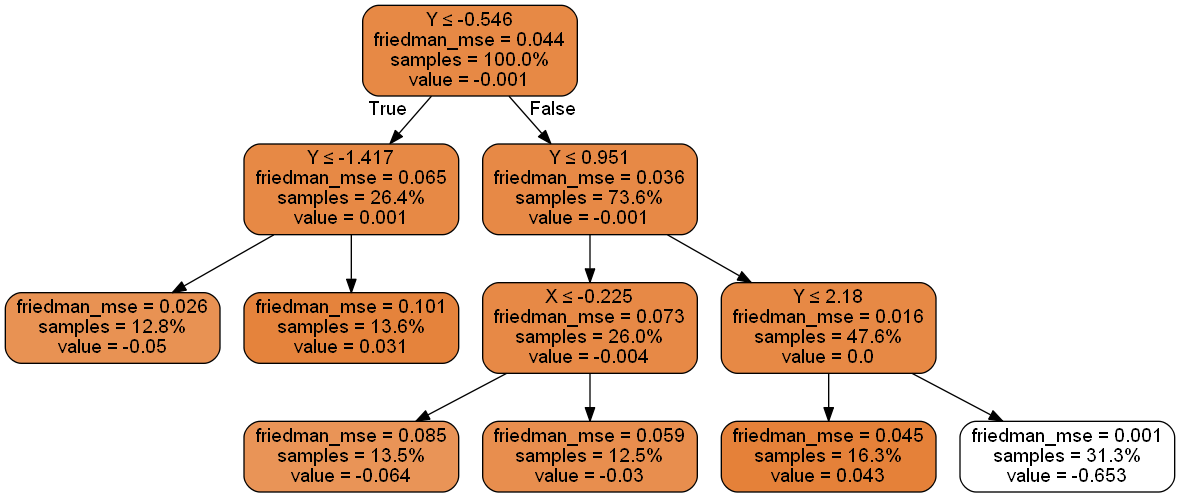 Y ≤ -0.546
friedman_mse = 0.044
samples = 100.0%
value = -0.001
True
False
Y ≤ -1.417
friedman_mse = 0.065
samples = 26.4%
value = 0.001
Y ≤ 0.951
friedman_mse = 0.036
samples = 73.6%
value = -0.001
friedman_mse = 0.026
samples = 12.8%
value = -0.05
friedman_mse = 0.101
samples = 13.6%
value = 0.031
X ≤ -0.225
friedman_mse = 0.073
samples = 26.0%
value = -0.004
Y ≤ 2.18
friedman_mse = 0.016
samples = 47.6%
value = 0.0
friedman_mse = 0.085
samples = 13.5%
value = -0.064
friedman_mse = 0.059
samples = 12.5%
value = -0.03
friedman_mse = 0.045
samples = 16.3%
value = 0.043
friedman_mse = 0.001
samples = 31.3%
value = -0.653